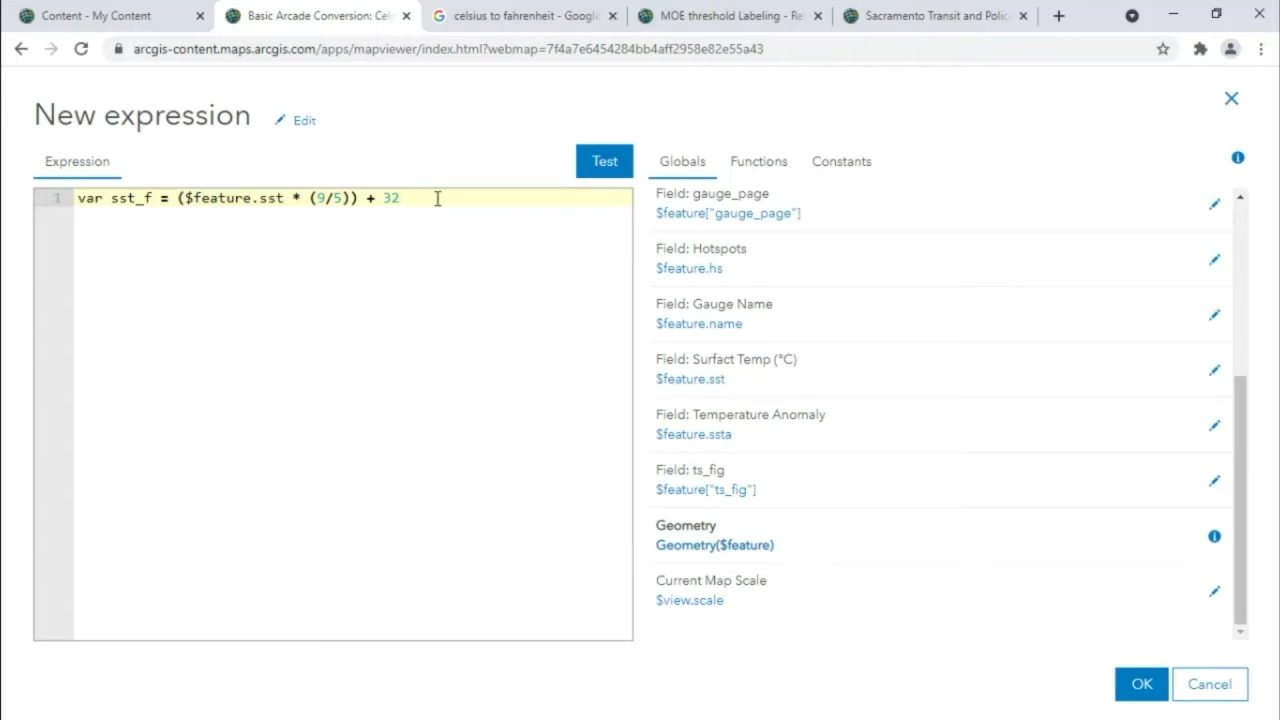 Content - My Content
Basic Arcade Conversion: Cel
celsius to fahrenheit - Google
MOE threshold Labeling - Re
Sacramento Transit and Polic
arcgis-content.maps.arcgis.com/apps/mapviewer/index.html?webmap=7f4a7e6454284bb4aff2958e82e55a43
New expression
Edit
Expression
Test
Globals
Functions
Constants
1 var sst_f = ($feature.sst * (9/5)) + 32
Field: gauge_page
$feature["gauge_page"]
Field: Hotspots
$feature.hs
Field: Gauge Name
$feature.name
Field: Surfact Temp (°C)
$feature.sst
Field: Temperature Anomaly
$feature.ssta
Field: ts_fig
$feature["ts_fig"]
Geometry
Geometry($feature)
Current Map Scale
$view.scale
OK
Cancel